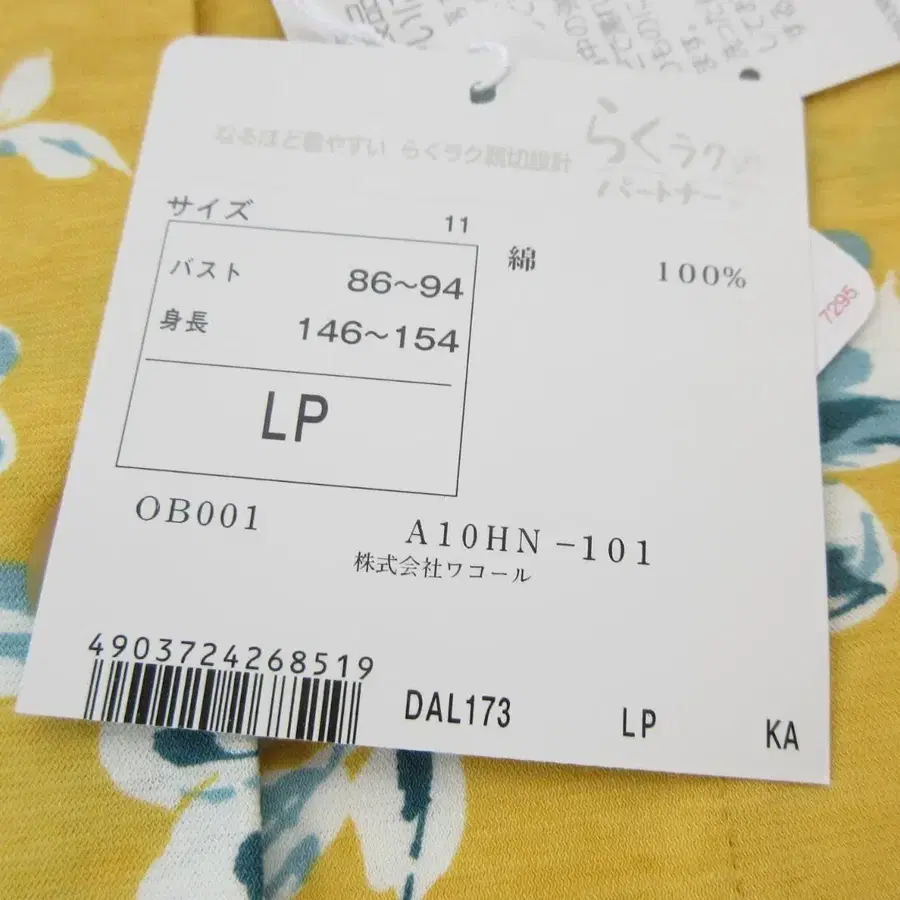 なるほど着やすい らくラク親切設計
らくラク
パートナー
サイズ 11
バスト 86~94
身長 146~154
LP
綿 100%
OB001 A10HN-101
株式会社ワコール
4903724268519
DAL173 LP KA
7295